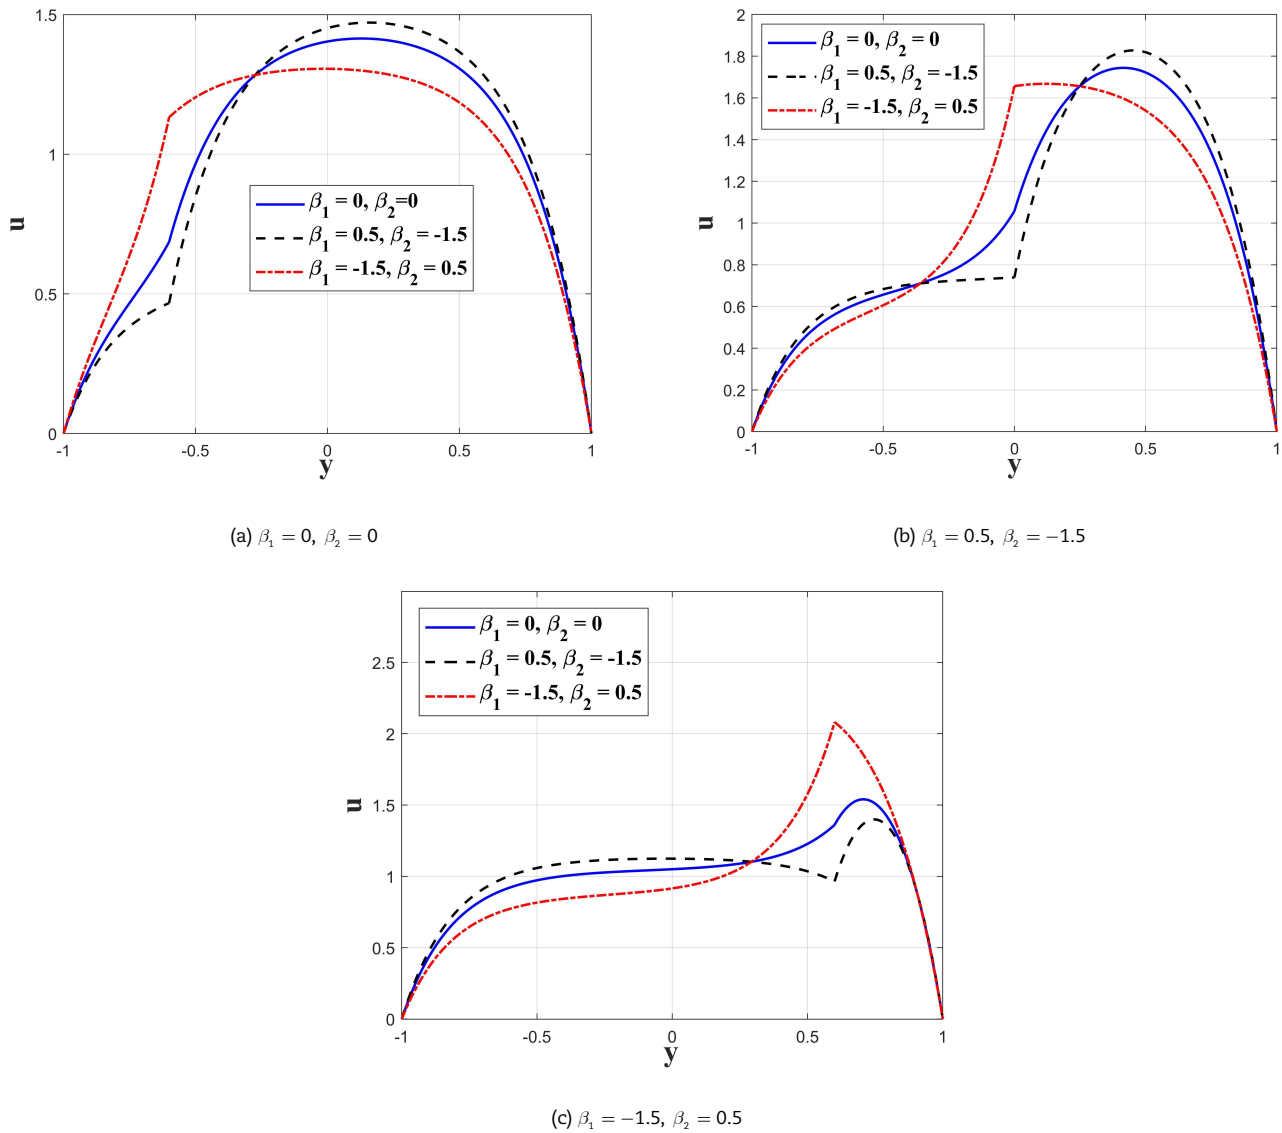 1.5
1
0.5
0
-1
-0.5
0
0.5
1
u
y
β1 = 0, β2=0
β1 = 0.5, β2 = -1.5
β1 = -1.5, β2 = 0.5
(a) β1 = 0, β2 = 0
2
1.8
1.6
1.4
1.2
1
0.8
0.6
0.4
0.2
0
-1
-0.5
0
0.5
1
u
y
β1 = 0, β2 = 0
β1 = 0.5, β2 = -1.5
β1 = -1.5, β2 = 0.5
(b) β1 = 0.5, β2 = −1.5
2.5
2
1.5
1
0.5
0
-1
-0.5
0
0.5
1
u
y
β1 = 0, β2 = 0
β1 = 0.5, β2 = -1.5
β1 = -1.5, β2 = 0.5
(c) β1 = −1.5, β2 = 0.5